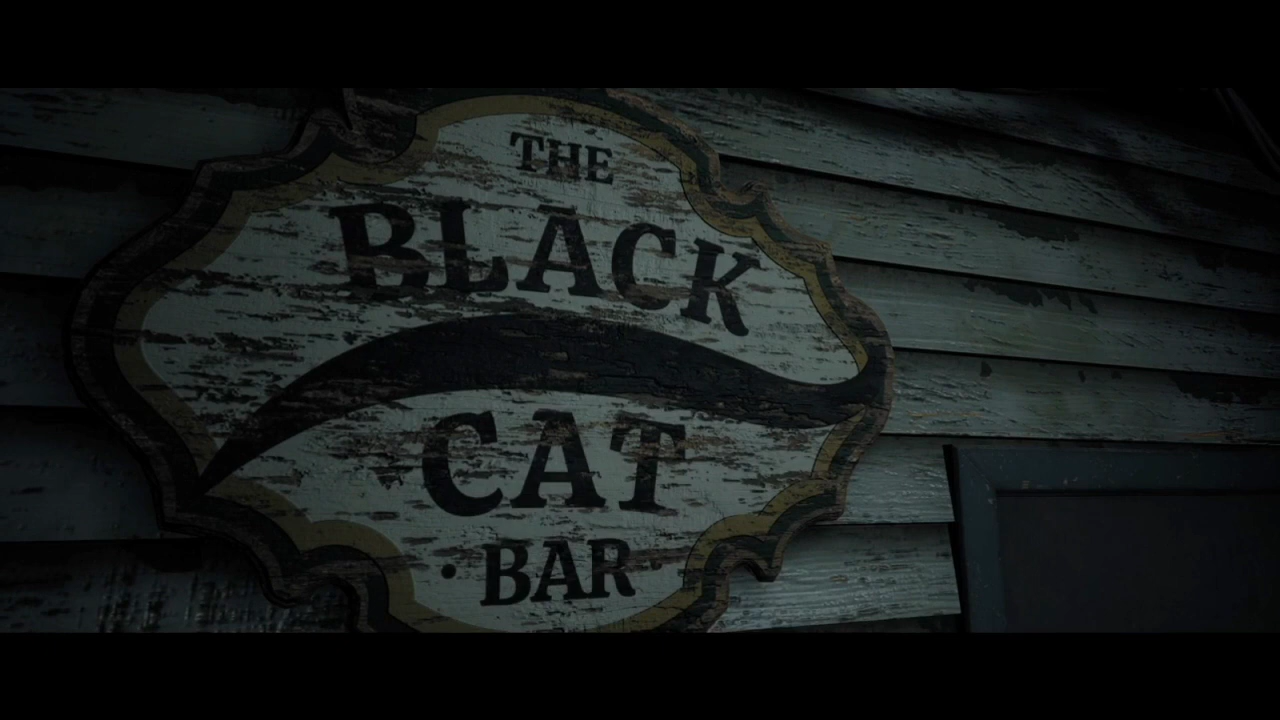 THE
BLACK
CAT
· BAR ·